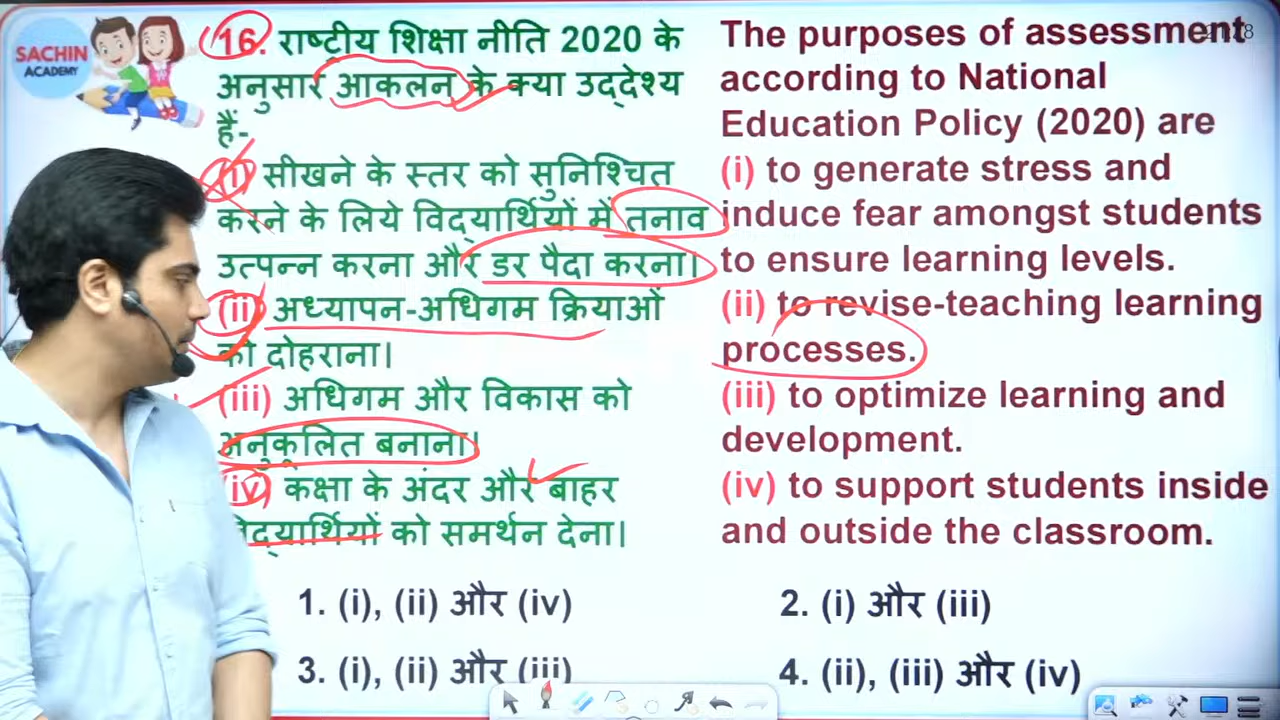 SACHIN
ACADEMY
16. राष्ट्रीय शिक्षा नीति 2020 के
अनुसार आकलन के क्या उद्देश्य
हैं-
(i) सीखने के स्तर को सुनिश्चित
करने के लिये विद्यार्थियों में तनाव
उत्पन्न करना और डर पैदा करना।
(ii) अध्यापन-अधिगम क्रियाओं
को दोहराना।
(iii) अधिगम और विकास को
अनुकूलित बनाना।
(iv) कक्षा के अंदर और बाहर
विद्यार्थियों को समर्थन देना।
The purposes of assessment
according to National
Education Policy (2020) are
(i) to generate stress and
induce fear amongst students
to ensure learning levels.
(ii) to revise-teaching learning
processes.
(iii) to optimize learning and
development.
(iv) to support students inside
and outside the classroom.
1. (i), (ii) और (iv)
2. (i) और (iii)
3. (i), (ii) और (iii)
4. (ii), (iii) और (iv)